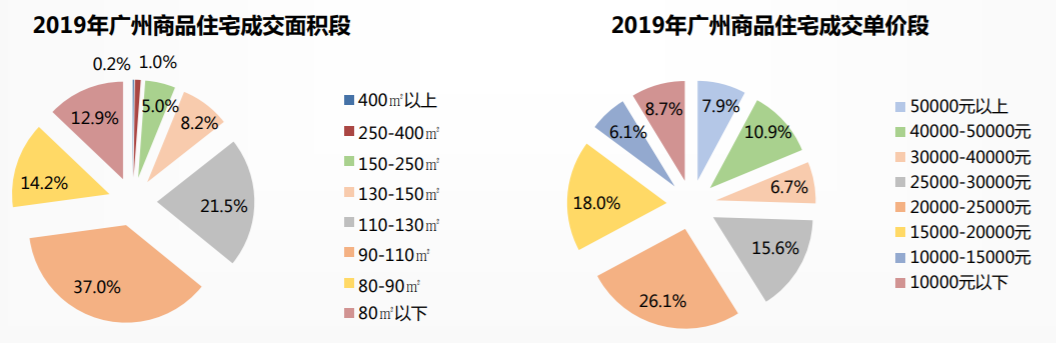 2019年广州商品住宅成交面积段
0.2%
1.0%
5.0%
8.2%
12.9%
14.2%
21.5%
37.0%
400㎡以上
250-400㎡
150-250㎡
130-150㎡
110-130㎡
90-110㎡
80-90㎡
80㎡以下
2019年广州商品住宅成交单价段
7.9%
10.9%
8.7%
6.1%
6.7%
18.0%
15.6%
26.1%
50000元以上
40000-50000元
30000-40000元
25000-30000元
20000-25000元
15000-20000元
10000-15000元
10000元以下